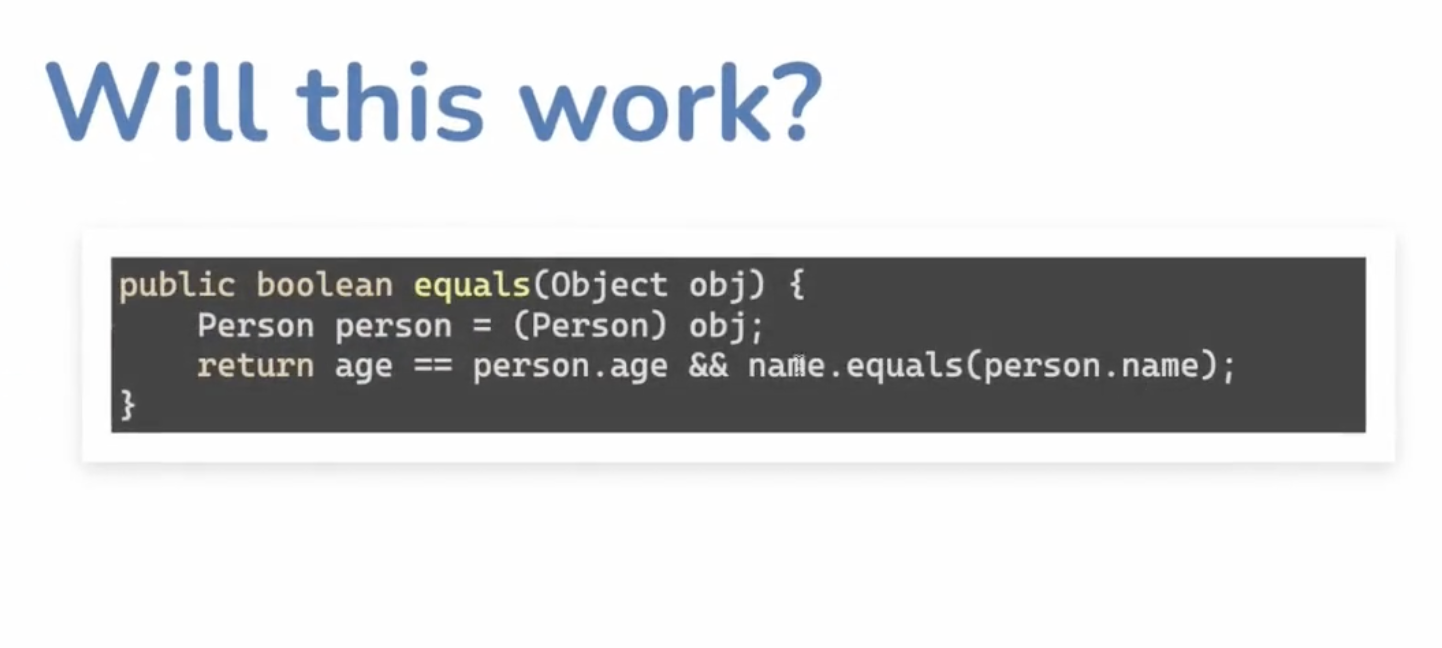 Will this work?
public boolean equals(Object obj) {
    Person person = (Person) obj;
    return age == person.age && name.equals(person.name);
}